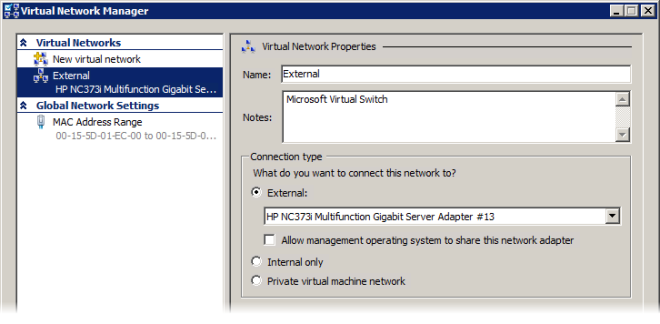 Virtual Network Manager
Virtual Networks
New virtual network
External
HP NC373i Multifunction Gigabit Se...
Global Network Settings
MAC Address Range
00-15-5D-01-EC-00 to 00-15-5D-0...
Virtual Network Properties
Name:
External
Notes:
Microsoft Virtual Switch
Connection type
What do you want to connect this network to?
External:
HP NC373i Multifunction Gigabit Server Adapter #13
Allow management operating system to share this network adapter
Internal only
Private virtual machine network